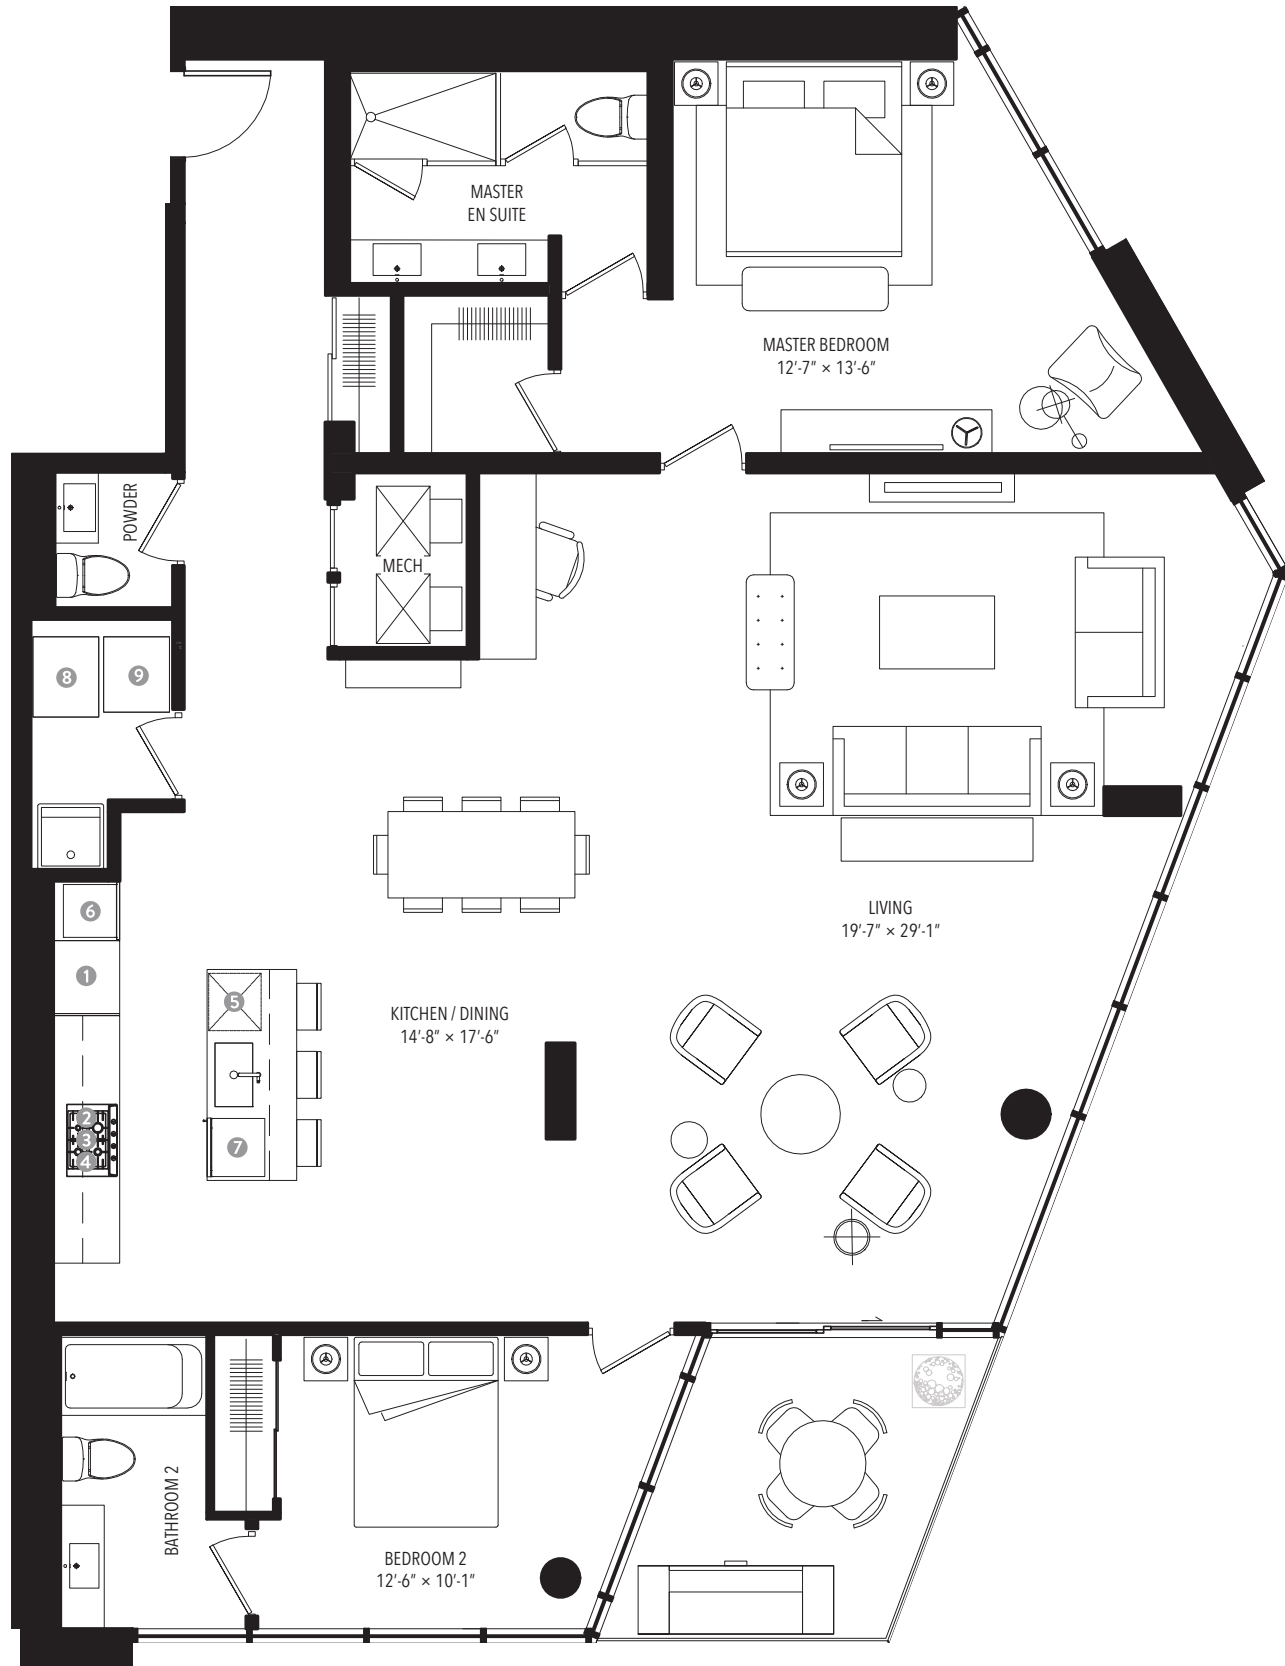 MASTER
EN SUITE
MASTER BEDROOM
12'-7" × 13'-6"
POWDER
MECH
8
9
6
LIVING
19'-7" × 29'-1"
1
5
KITCHEN / DINING
14'-8" × 17'-6"
2
3
4
7
BATHROOM 2
BEDROOM 2
12'-6" × 10'-1"